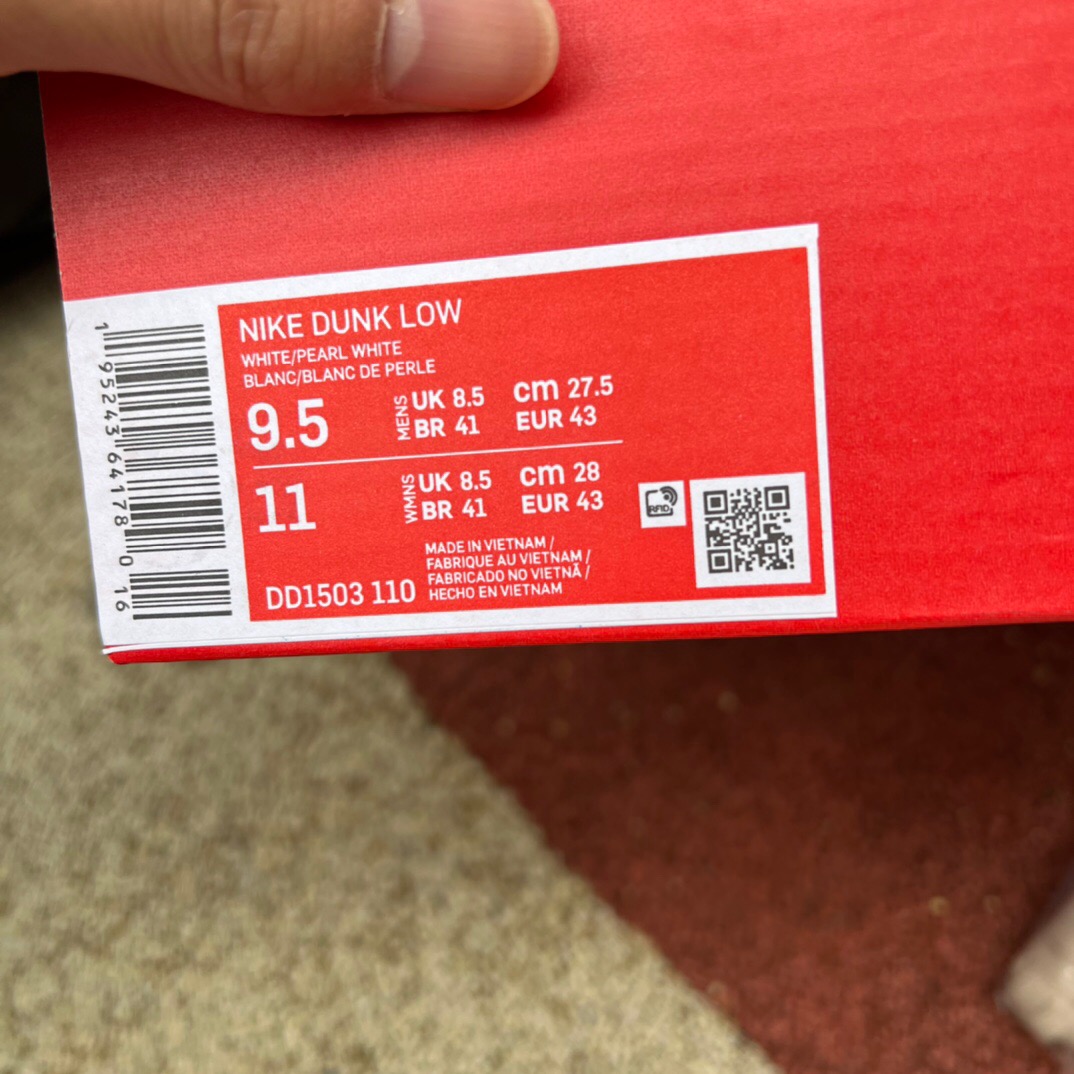 NIKE DUNK LOW
WHITE/PEARL WHITE
BLANC/BLANC DE PERLE
9.5 MENS UK 8.5 cm 27.5
BR 41 EUR 43
11 WMNS UK 8.5 cm 28
BR 41 EUR 43
RFID
MADE IN VIETNAM /
FABRIQUE AU VIETNAM /
FABRICADO NO VIETNÃ /
HECHO EN VIETNAM
DD1503 110
1 95243 64178 0 16